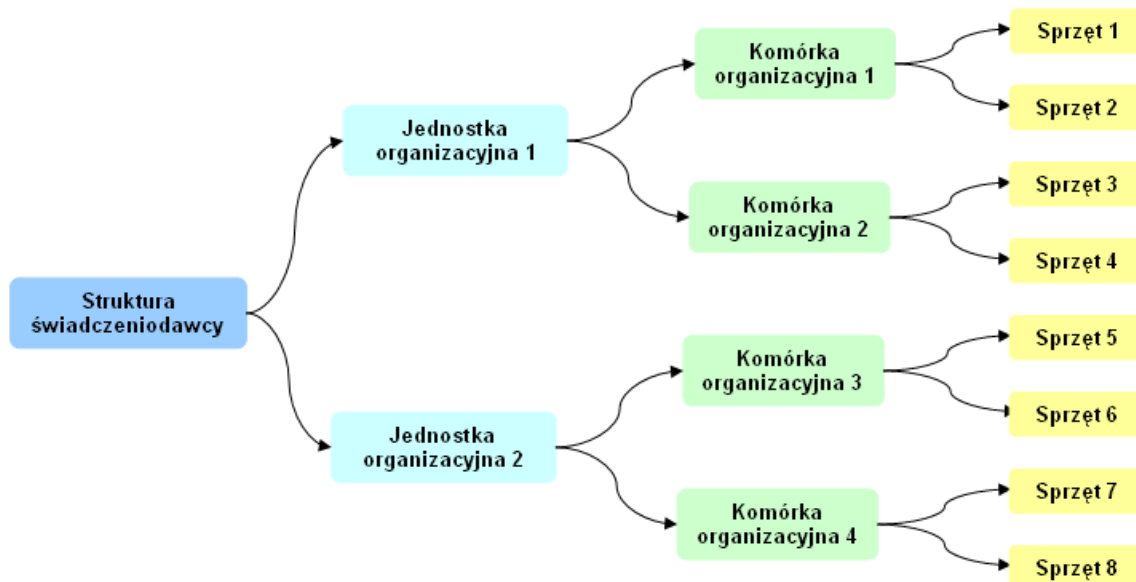 Struktura
świadczeniodawcy
Jednostka
organizacyjna 1
Komórka
organizacyjna 1
Sprzęt 1
Sprzęt 2
Komórka
organizacyjna 2
Sprzęt 3
Sprzęt 4
Jednostka
organizacyjna 2
Komórka
organizacyjna 3
Sprzęt 5
Sprzęt 6
Komórka
organizacyjna 4
Sprzęt 7
Sprzęt 8